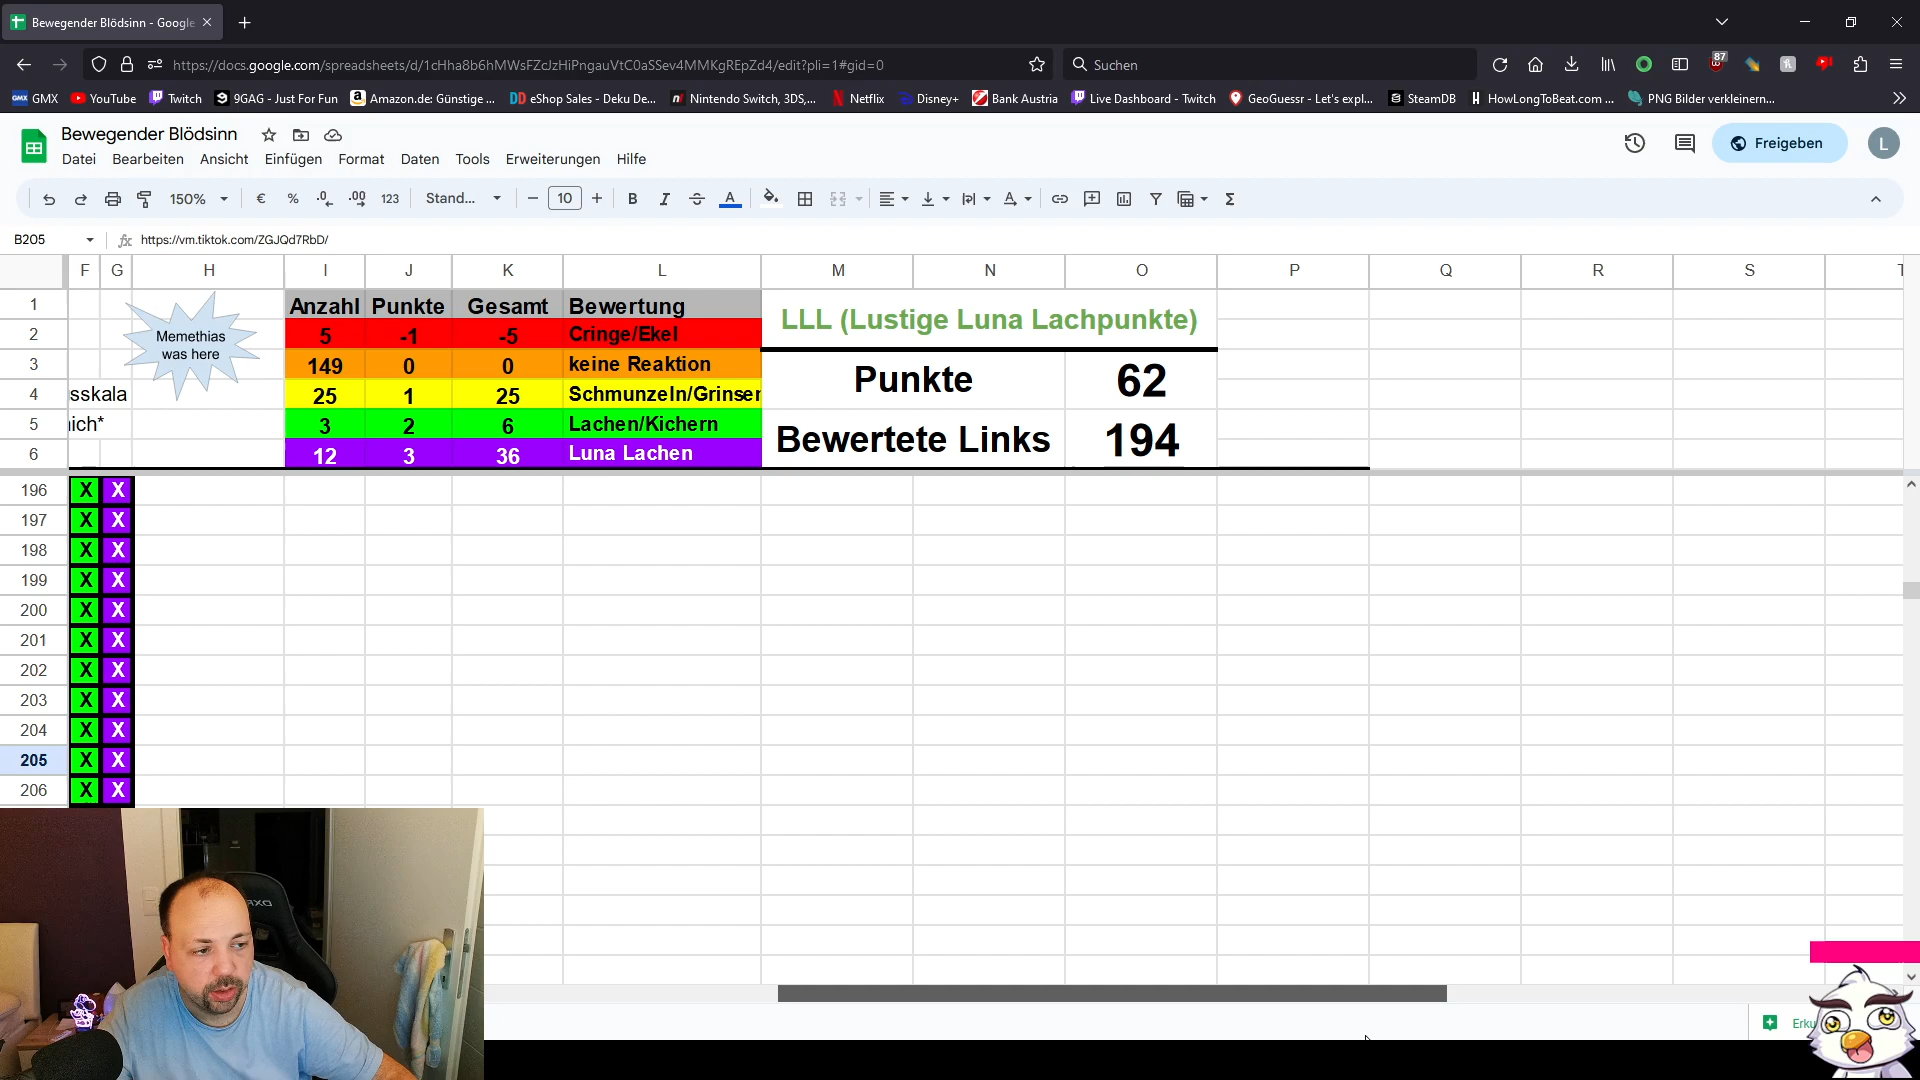 Bewegender Blödsinn - Google
https://docs.google.com/spreadsheets/d/1cHha8b6hMWsFZcJzHiPngauVtC0aSSev4MMKgREpZd4/edit?pli=1#gid=0
Suchen
87
GMX YouTube Twitch 9GAG - Just For Fun Amazon.de: Günstige ... eShop Sales - Deku De... Nintendo Switch, 3DS,... Netflix Disney+ Bank Austria Live Dashboard - Twitch GeoGuessr - Let's expl... SteamDB HowLongToBeat.com ... PNG Bilder verkleinern...
Bewegender Blödsinn
Datei Bearbeiten Ansicht Einfügen Format Daten Tools Erweiterungen Hilfe
Freigeben
L
150% € % .0 .00 123 Stand... 10 B I A
B205 fx https://vm.tiktok.com/ZGJQd7RbD/
F G H I J K L M N O P Q R S T
1 Anzahl Punkte Gesamt Bewertung
LLL (Lustige Luna Lachpunkte)
Memethias
was here
2 5 -1 -5 Cringe/Ekel
3 149 0 0 keine Reaktion
Punkte 62
4 sskala 25 1 25 Schmunzeln/Grinsen
5 ich* 3 2 6 Lachen/Kichern
Bewertete Links 194
6 12 3 36 Luna Lachen
196 X X
197 X X
198 X X
199 X X
200 X X
201 X X
202 X X
203 X X
204 X X
205 X X
206 X X
Erku